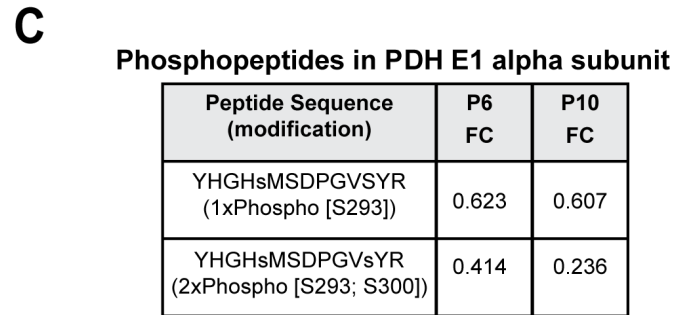 C
Phosphopeptides in PDH E1 alpha subunit
Peptide Sequence
(modification)
P6
FC
P10
FC
YHGHsMSDPGVSYR
(1xPhospho [S293])
0.623
0.607
YHGHsMSDPGVsYR
(2xPhospho [S293; S300])
0.414
0.236